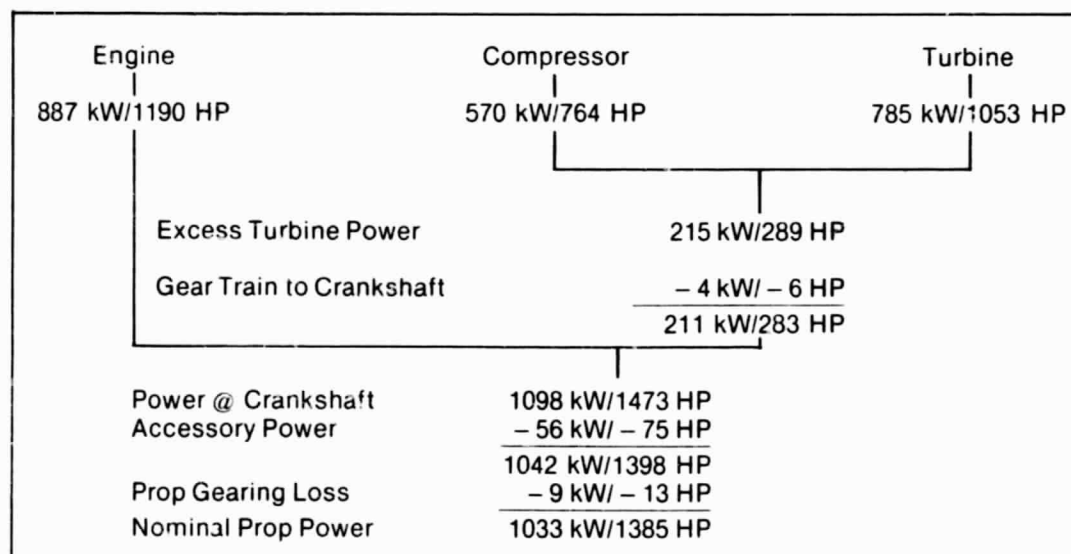 Engine Compressor Turbine
887 kW/1190 HP 570 kW/764 HP 785 kW/1053 HP
Excess Turbine Power 215 kW/289 HP
Gear Train to Crankshaft – 4 kW/ – 6 HP
211 kW/283 HP
Power @ Crankshaft 1098 kW/1473 HP
Accessory Power – 56 kW/ – 75 HP
1042 kW/1398 HP
Prop Gearing Loss – 9 kW/ – 13 HP
Nominal Prop Power 1033 kW/1385 HP